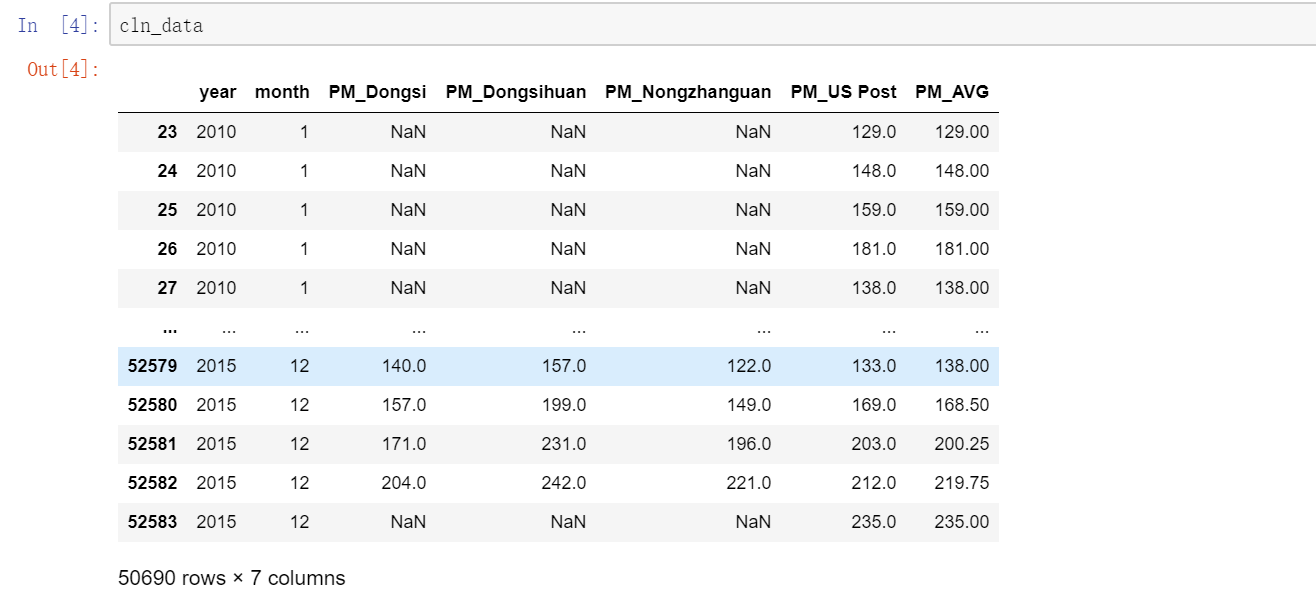 In [4]: cln_data
Out[4]:
year month PM_Dongsi PM_Dongsihuan PM_Nongzhanguan PM_US Post PM_AVG
23 2010 1 NaN NaN NaN 129.0 129.00
24 2010 1 NaN NaN NaN 148.0 148.00
25 2010 1 NaN NaN NaN 159.0 159.00
26 2010 1 NaN NaN NaN 181.0 181.00
27 2010 1 NaN NaN NaN 138.0 138.00
... ... ... ... ... ... ... ...
52579 2015 12 140.0 157.0 122.0 133.0 138.00
52580 2015 12 157.0 199.0 149.0 169.0 168.50
52581 2015 12 171.0 231.0 196.0 203.0 200.25
52582 2015 12 204.0 242.0 221.0 212.0 219.75
52583 2015 12 NaN NaN NaN 235.0 235.00
50690 rows × 7 columns